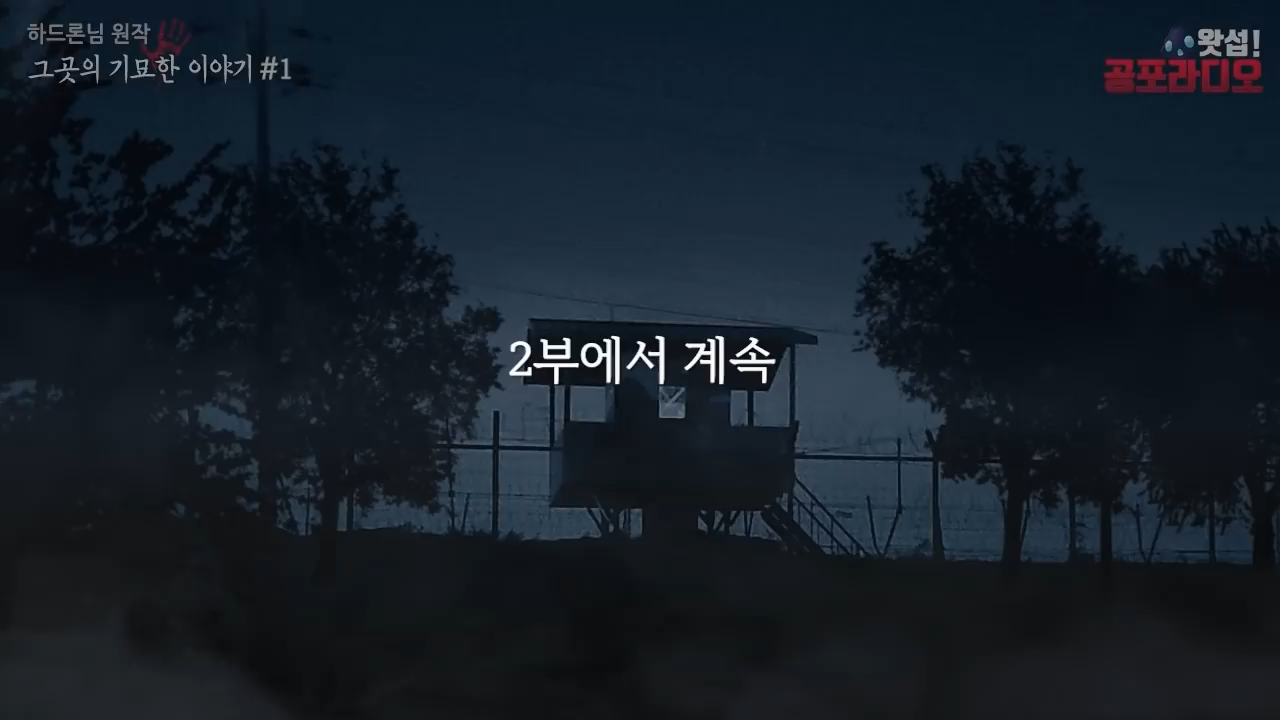 하드론님 원작
그곳의 기묘한 이야기 #1
왓섭!
공포라디오
2부에서 계속